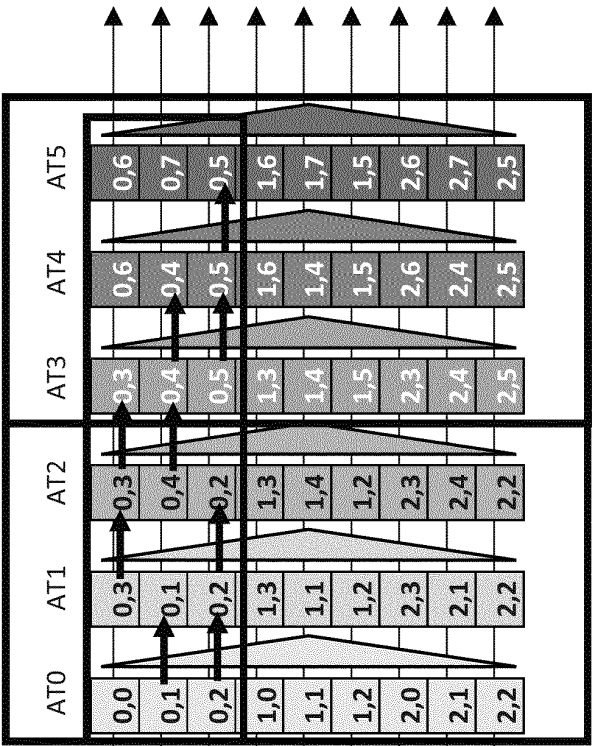 AT0 AT1 AT2 AT3 AT4 AT5
0,0 0,3 0,3 0,3 0,6 0,6
0,1 0,1 0,4 0,4 0,4 0,7
0,2 0,2 0,2 0,5 0,5 0,5
1,0 1,3 1,3 1,3 1,6 1,6
1,1 1,1 1,4 1,4 1,4 1,7
1,2 1,2 1,2 1,5 1,5 1,5
2,0 2,3 2,3 2,3 2,6 2,6
2,1 2,1 2,4 2,4 2,4 2,7
2,2 2,2 2,2 2,5 2,5 2,5